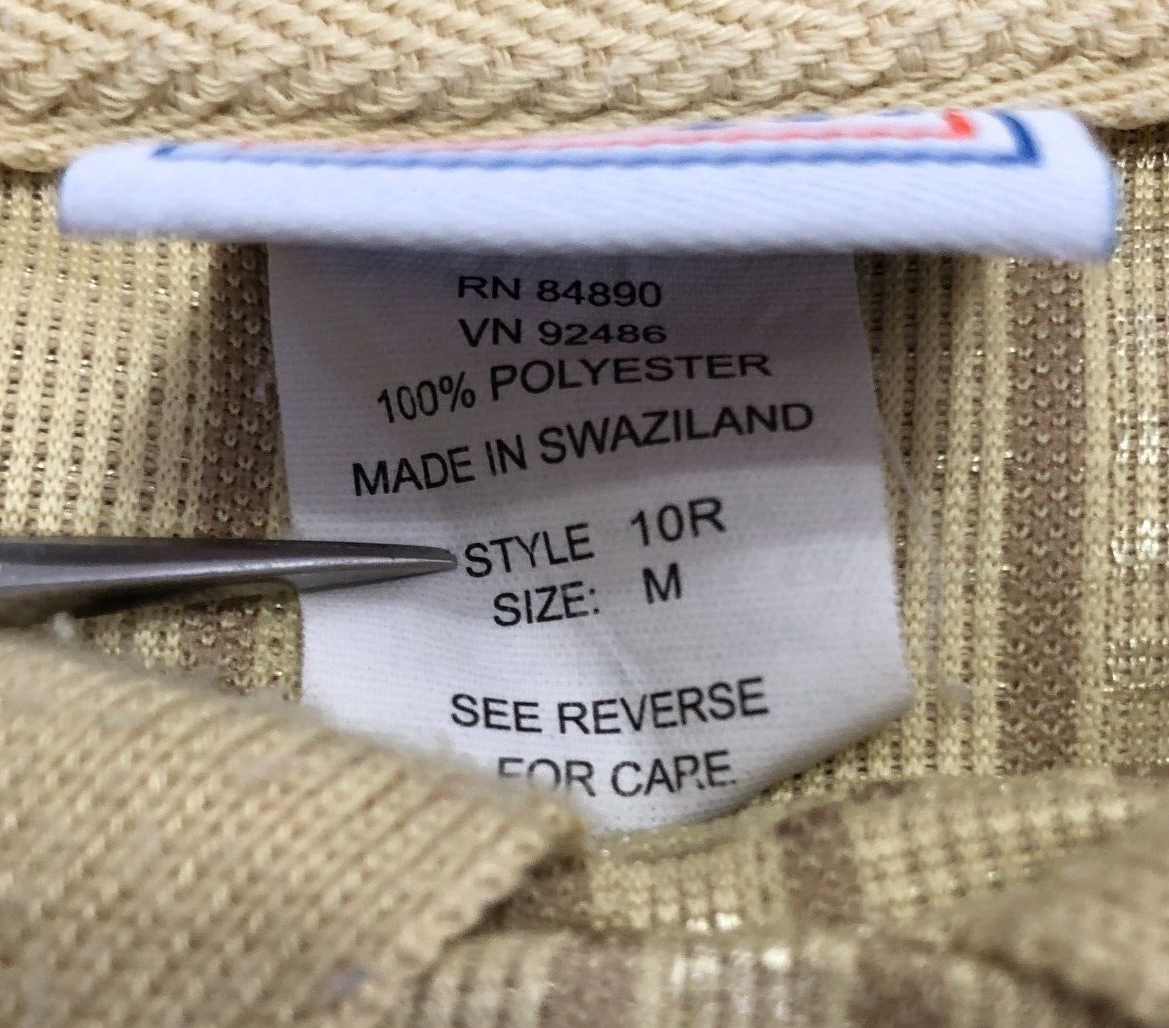 RN 84890
VN 92486
100% POLYESTER
MADE IN SWAZILAND
STYLE 10R
SIZE: M
SEE REVERSE
FOR CARE